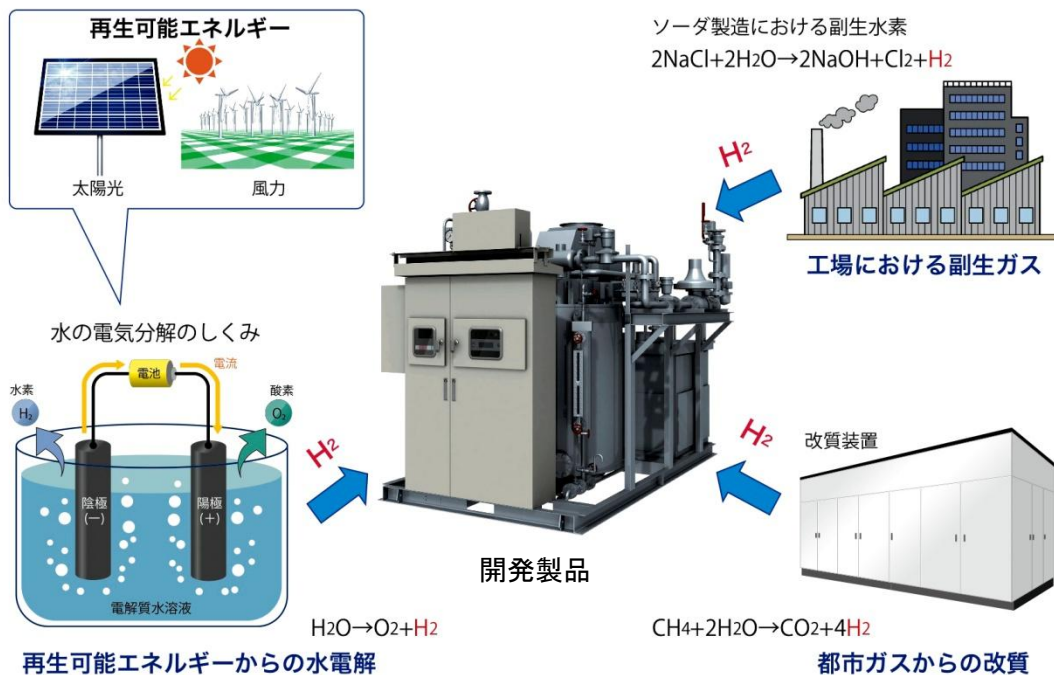 再生可能エネルギー
太陽光
風力
水の電気分解のしくみ
電池
電流
水素
H₂
酸素
O₂
陰極
(ー)
陽極
(+)
電解質水溶液
H2O→O2+H2
再生可能エネルギーからの水電解
H2
開発製品
ソーダ製造における副生水素
2NaCl+2H2O→2NaOH+Cl2+H2
H2
工場における副生ガス
H2
改質装置
CH4+2H2O→CO2+4H2
都市ガスからの改質